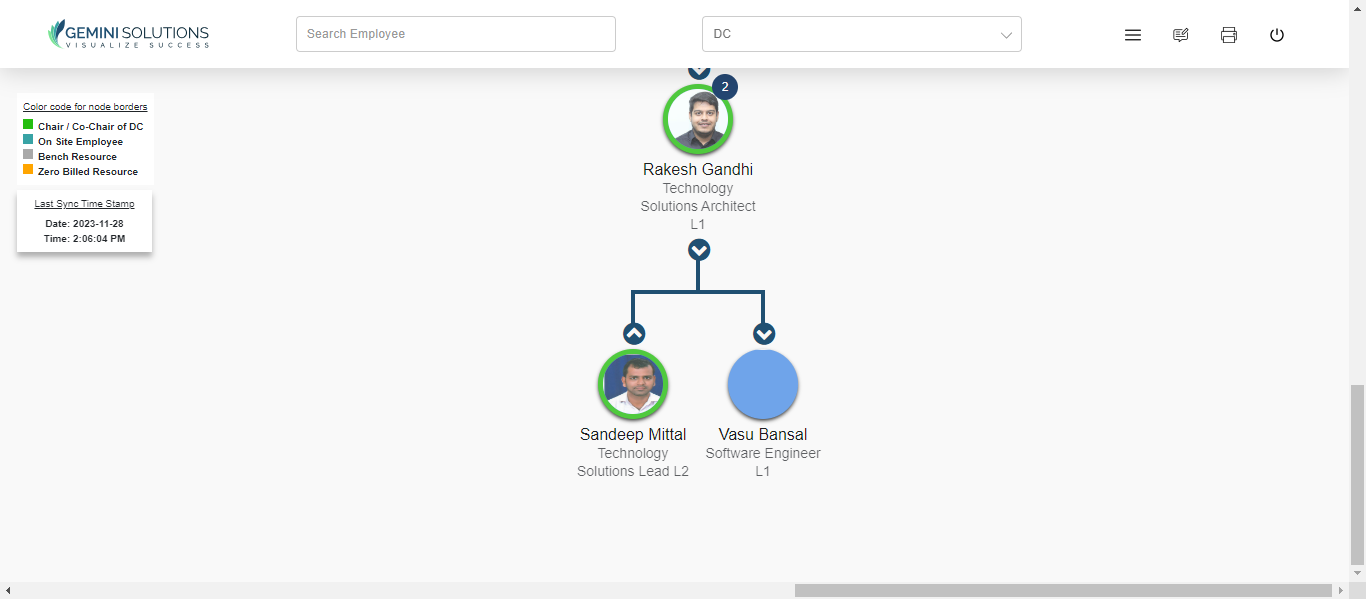 GEMINI SOLUTIONS
VISUALIZE SUCCESS
Search Employee
DC
Color code for node borders
Chair / Co-Chair of DC
On Site Employee
Bench Resource
Zero Billed Resource
Last Sync Time Stamp
Date: 2023-11-28
Time: 2:06:04 PM
2
Rakesh Gandhi
Technology
Solutions Architect
L1
Sandeep Mittal
Technology
Solutions Lead L2
Vasu Bansal
Software Engineer
L1